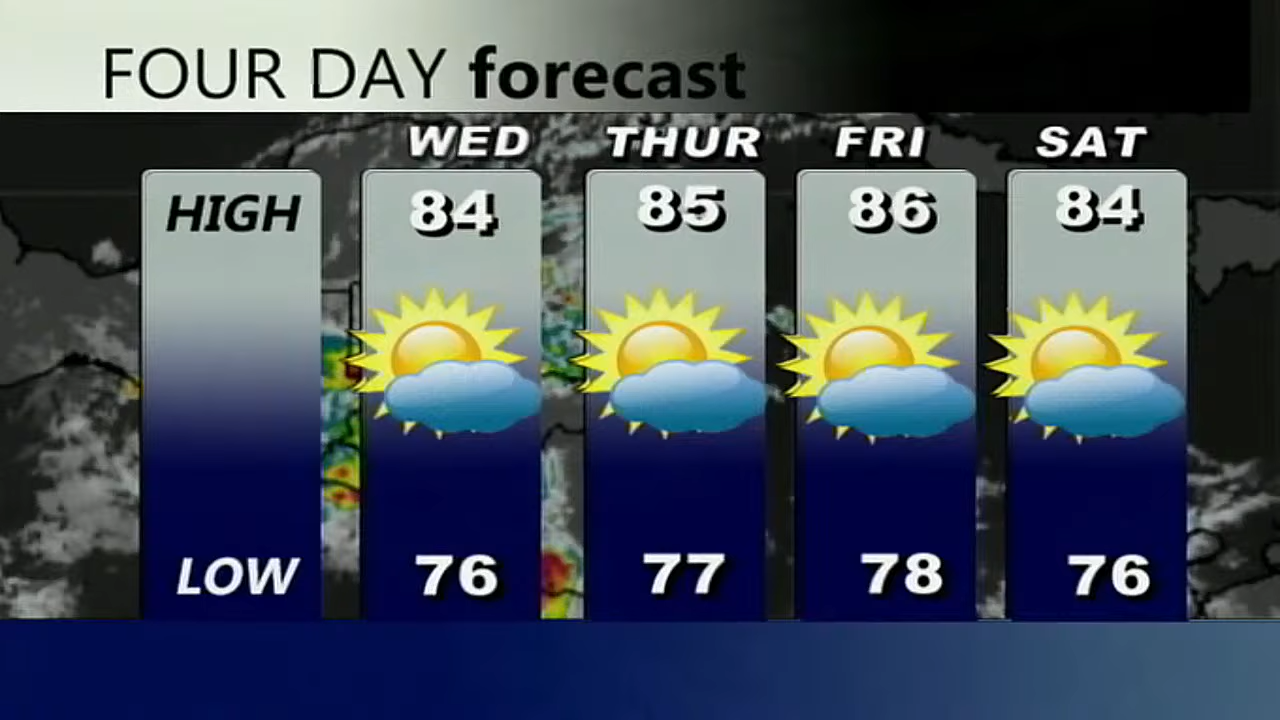 FOUR DAY forecast
WED THUR FRI SAT
HIGH 84 85 86 84
LOW 76 77 78 76